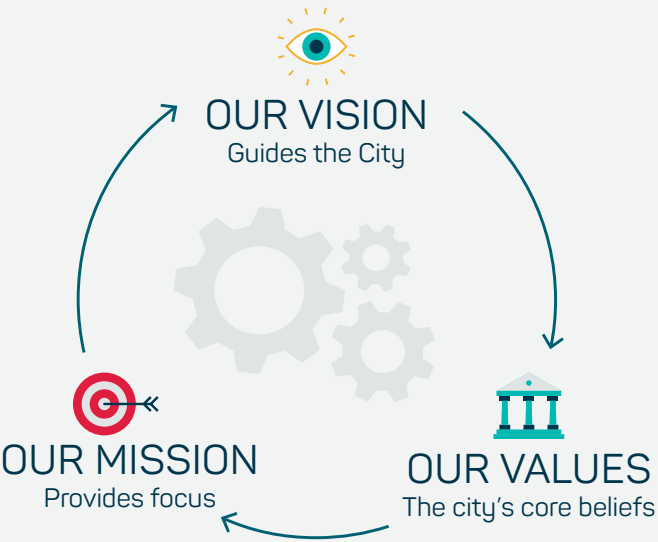 OUR VISION
Guides the City
OUR MISSION
Provides focus
OUR VALUES
The city's core beliefs